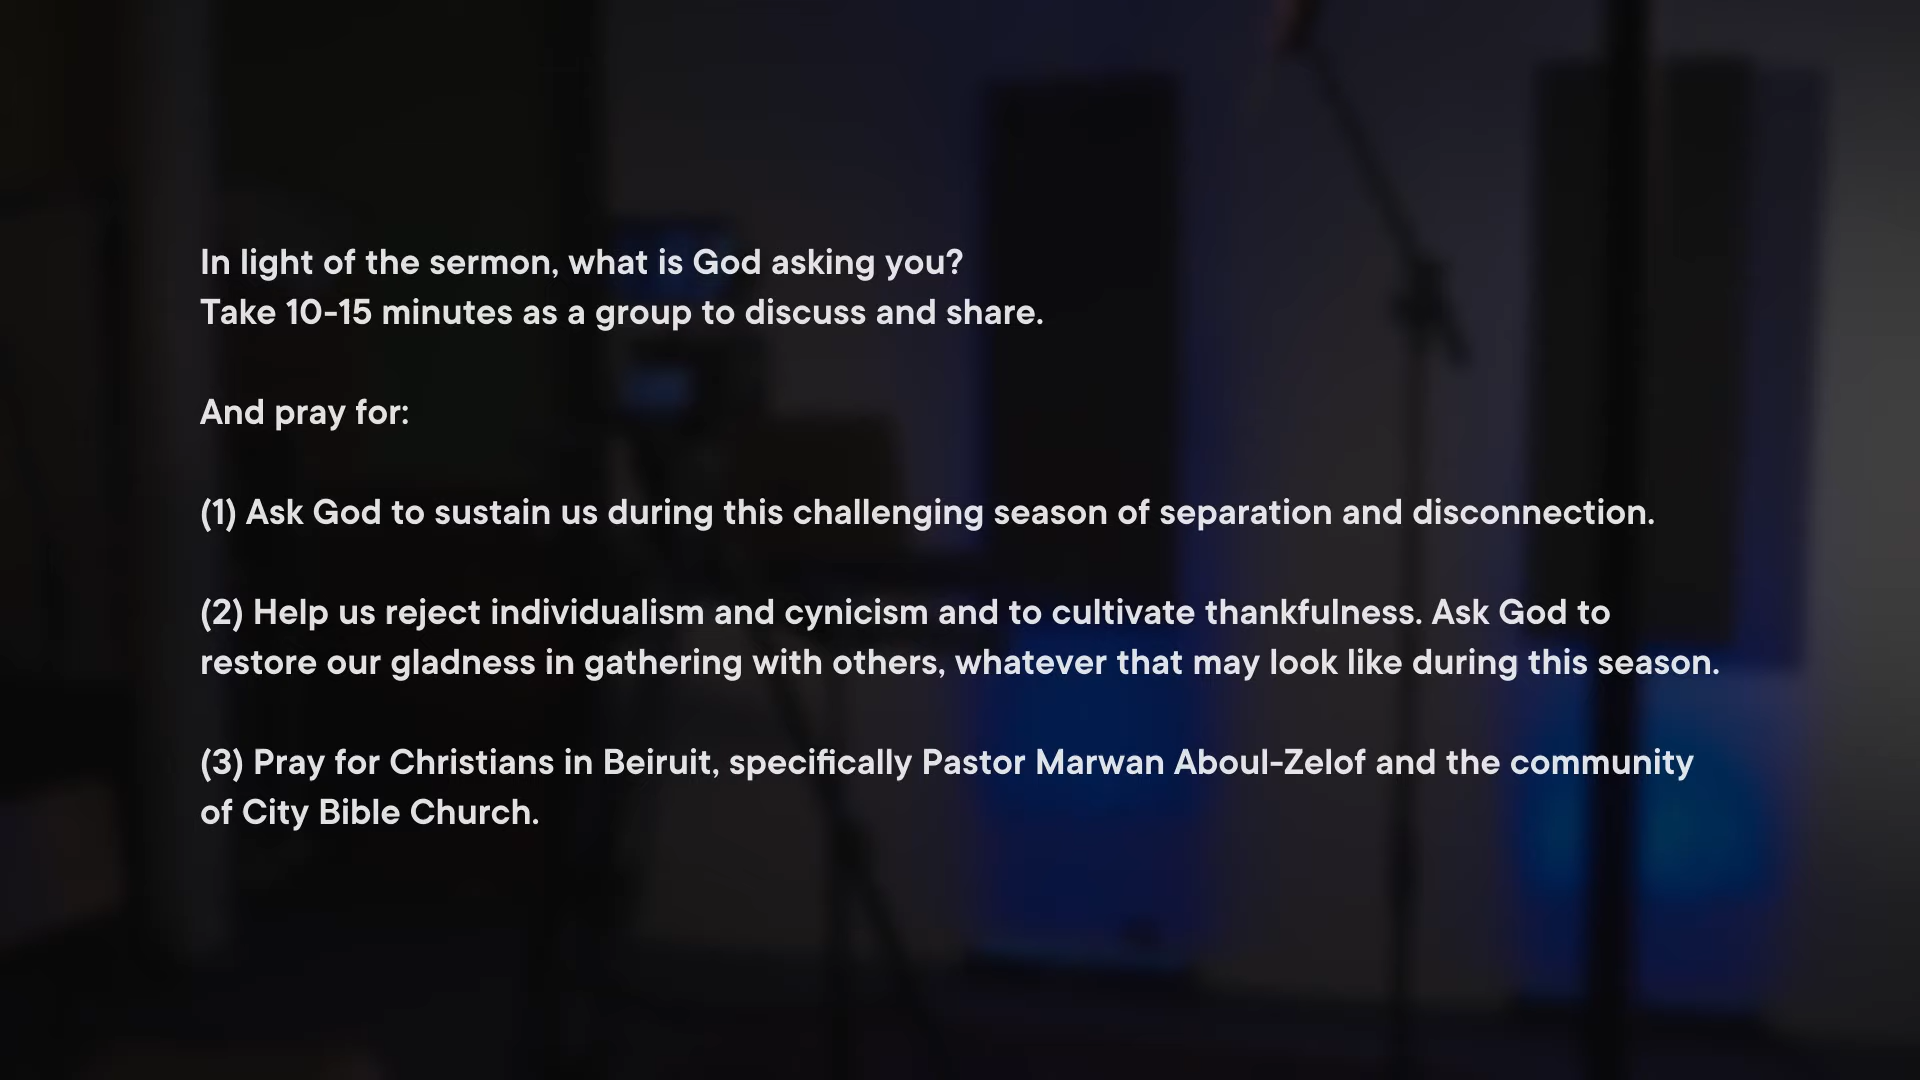 In light of the sermon, what is God asking you?
Take 10-15 minutes as a group to discuss and share.
And pray for:
(1) Ask God to sustain us during this challenging season of separation and disconnection.
(2) Help us reject individualism and cynicism and to cultivate thankfulness. Ask God to
restore our gladness in gathering with others, whatever that may look like during this season.
(3) Pray for Christians in Beiruit, specifically Pastor Marwan Aboul-Zelof and the community
of City Bible Church.